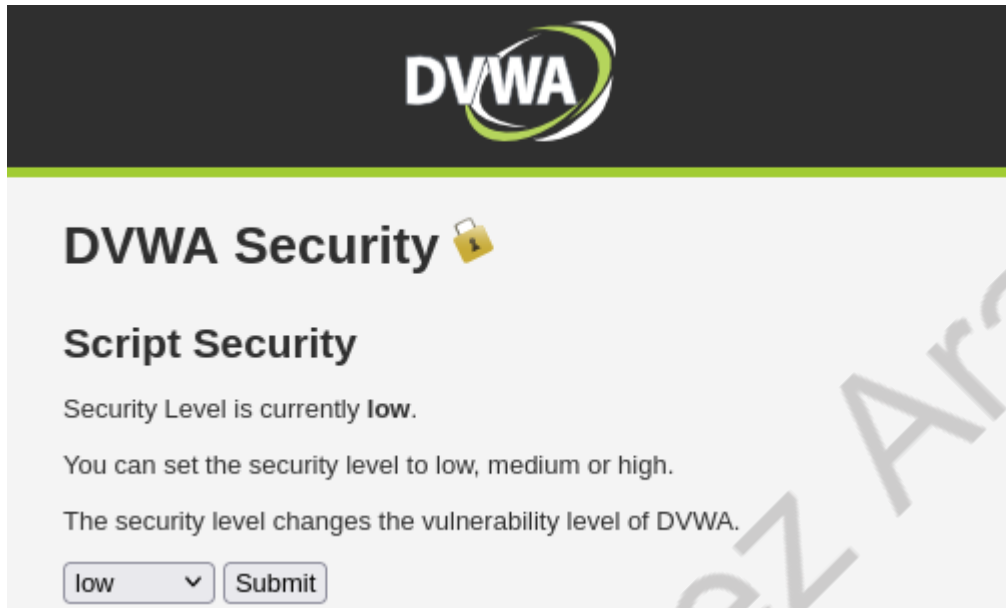 DVWA
DVWA Security
Script Security
Security Level is currently low.
You can set the security level to low, medium or high.
The security level changes the vulnerability level of DVWA.
low Submit